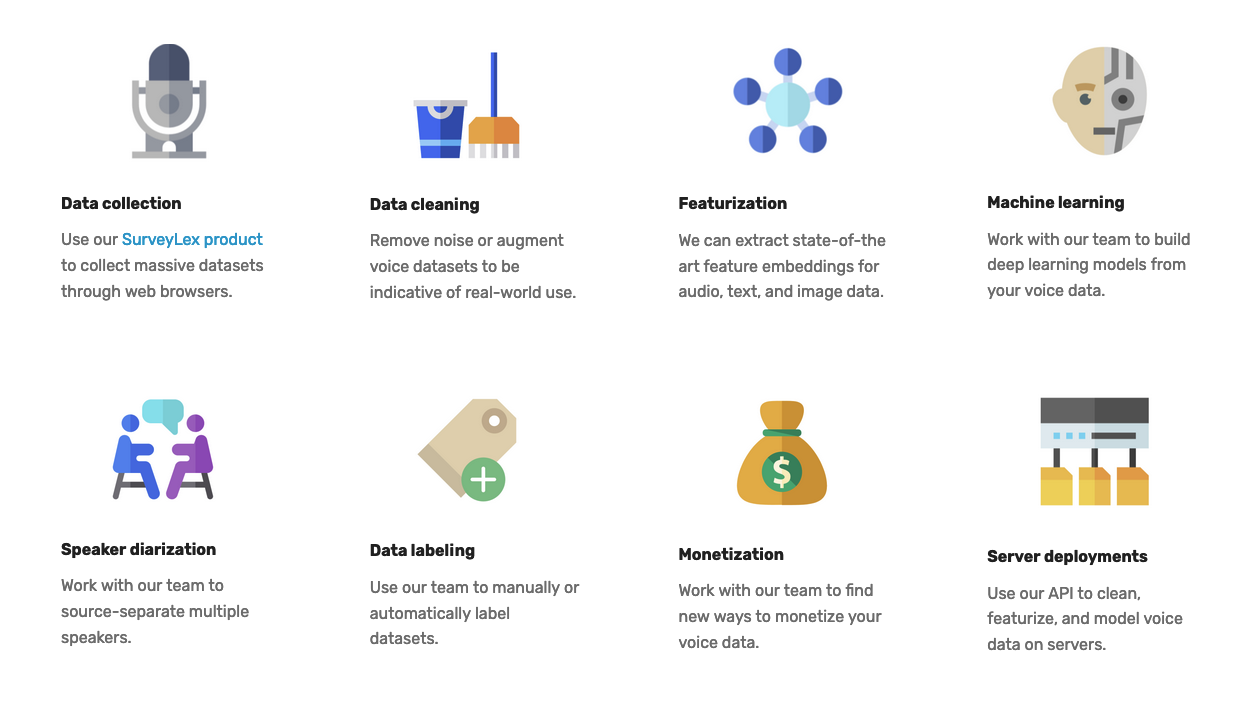 Data collection
Use our SurveyLex product
to collect massive datasets
through web browsers.
Data cleaning
Remove noise or augment
voice datasets to be
indicative of real-world use.
Featurization
We can extract state-of-the
art feature embeddings for
audio, text, and image data.
Machine learning
Work with our team to build
deep learning models from
your voice data.
Speaker diarization
Work with our team to
source-separate multiple
speakers.
Data labeling
Use our team to manually or
automatically label
datasets.
$
Monetization
Work with our team to find
new ways to monetize your
voice data.
Server deployments
Use our API to clean,
featurize, and model voice
data on servers.